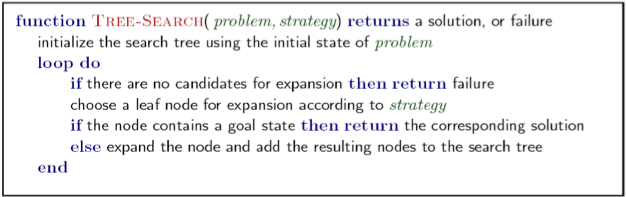 function TREE-SEARCH( problem, strategy) returns a solution, or failure
initialize the search tree using the initial state of problem
loop do
if there are no candidates for expansion then return failure
choose a leaf node for expansion according to strategy
if the node contains a goal state then return the corresponding solution
else expand the node and add the resulting nodes to the search tree
end